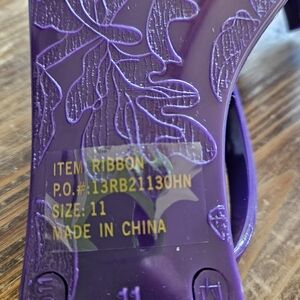 ITEM: RIBBON
P.O.#:13RB21130HN
SIZE: 11
MADE IN CHINA
11